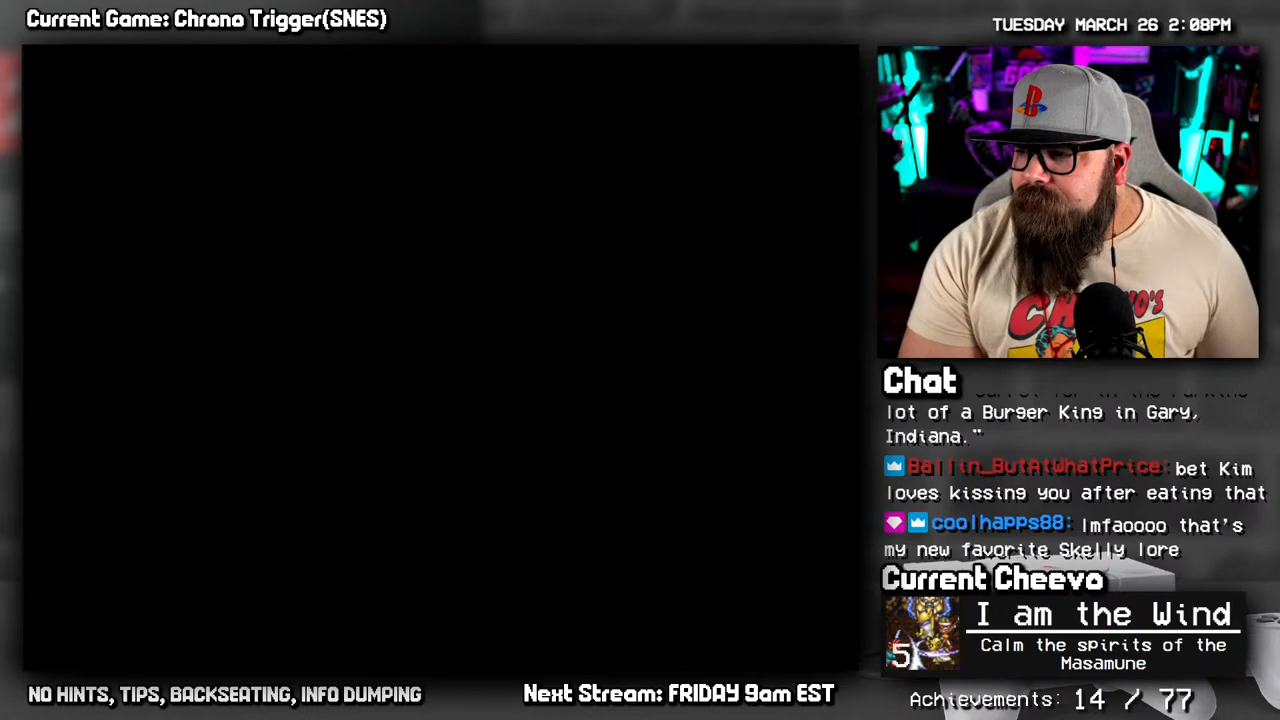 Current Game: Chrono Trigger(SNES)
TUESDAY MARCH 26 2:08PM
Chat
lot of a Burger King in Gary,
Indiana."
Ballin_ButAtWhatPrice: bet Kim
loves kissing you after eating that
coolhapps88: lmfaoooo that's
my new favorite Skelly lore
Current Cheevo
I am the Wind
5
Calm the spirits of the
Masamune
NO HINTS, TIPS, BACKSEATING, INFO DUMPING
Next Stream: FRIDAY 9am EST
Achievements: 14 / 77